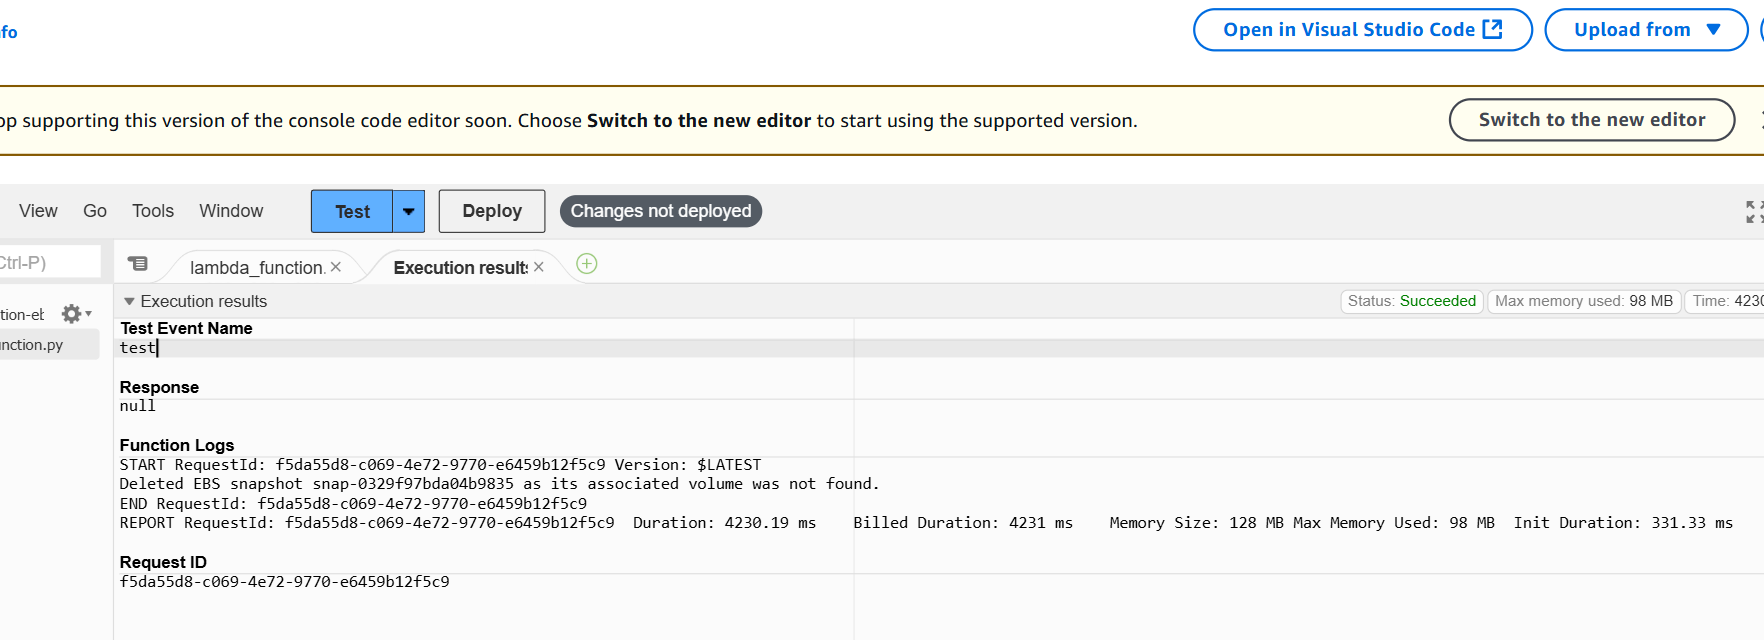 fo
Open in Visual Studio Code
Upload from
op supporting this version of the console code editor soon. Choose Switch to the new editor to start using the supported version.
Switch to the new editor
View Go Tools Window Test Deploy Changes not deployed
Ctrl-P)
lambda_function. Execution results
Execution results Status: Succeeded Max memory used: 98 MB Time: 4230
tion-eb
unction.py
Test Event Name
test
Response
null
Function Logs
START RequestId: f5da55d8-c069-4e72-9770-e6459b12f5c9 Version: $LATEST
Deleted EBS snapshot snap-0329f97bda04b9835 as its associated volume was not found.
END RequestId: f5da55d8-c069-4e72-9770-e6459b12f5c9
REPORT RequestId: f5da55d8-c069-4e72-9770-e6459b12f5c9 Duration: 4230.19 ms Billed Duration: 4231 ms Memory Size: 128 MB Max Memory Used: 98 MB Init Duration: 331.33 ms
Request ID
f5da55d8-c069-4e72-9770-e6459b12f5c9